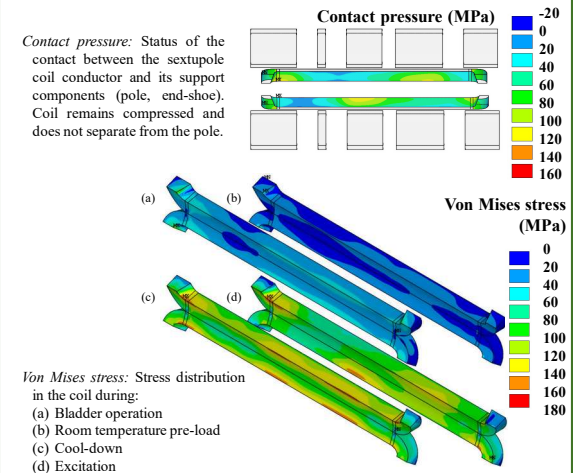 Contact pressure (MPa)
Contact pressure: Status of the
contact between the sextupole
coil conductor and its support
components (pole, end-shoe).
Coil remains compressed and
does not separate from the pole.
-20
0
20
40
60
80
100
120
140
160
(a)
(b)
Von Mises stress
(MPa)
0
20
40
60
80
100
120
140
160
180
(c)
(d)
Von Mises stress: Stress distribution
in the coil during:
(a) Bladder operation
(b) Room temperature pre-load
(c) Cool-down
(d) Excitation